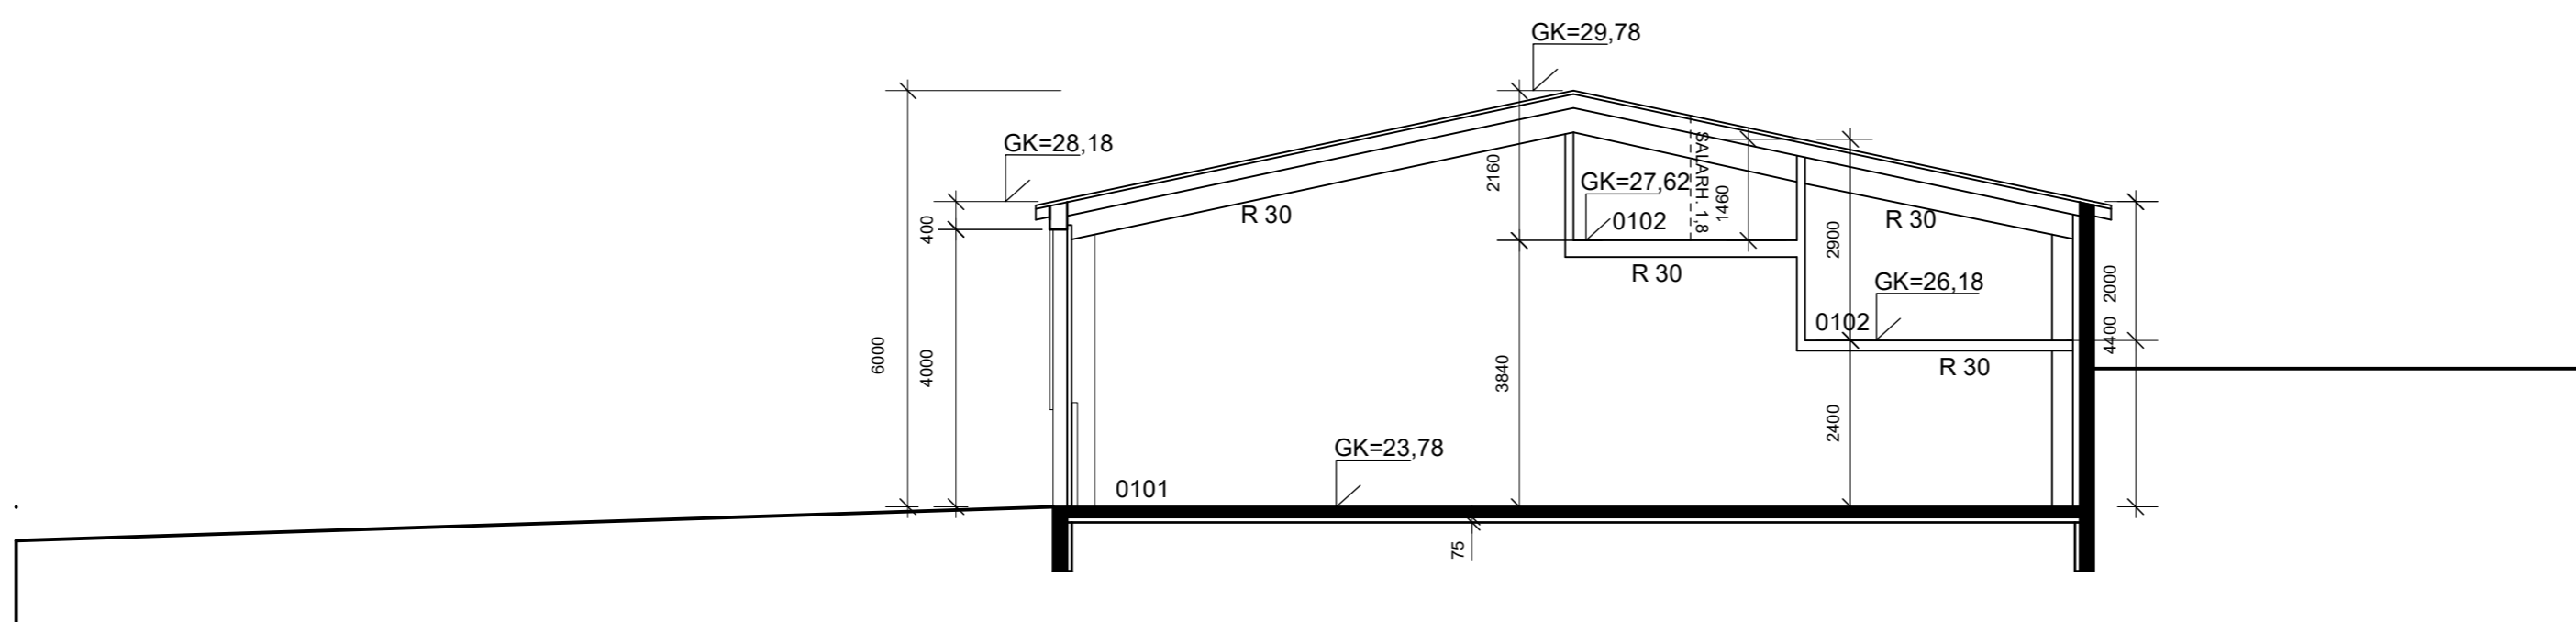 GK=29,78
GK=28,18
2160
SALARH. 1,8
GK=27,62
1460
400
R 30
0102
R 30
2900
R 30
GK=26,18
2000
0102
4400
6000
4000
3840
R 30
2400
GK=23,78
0101
75